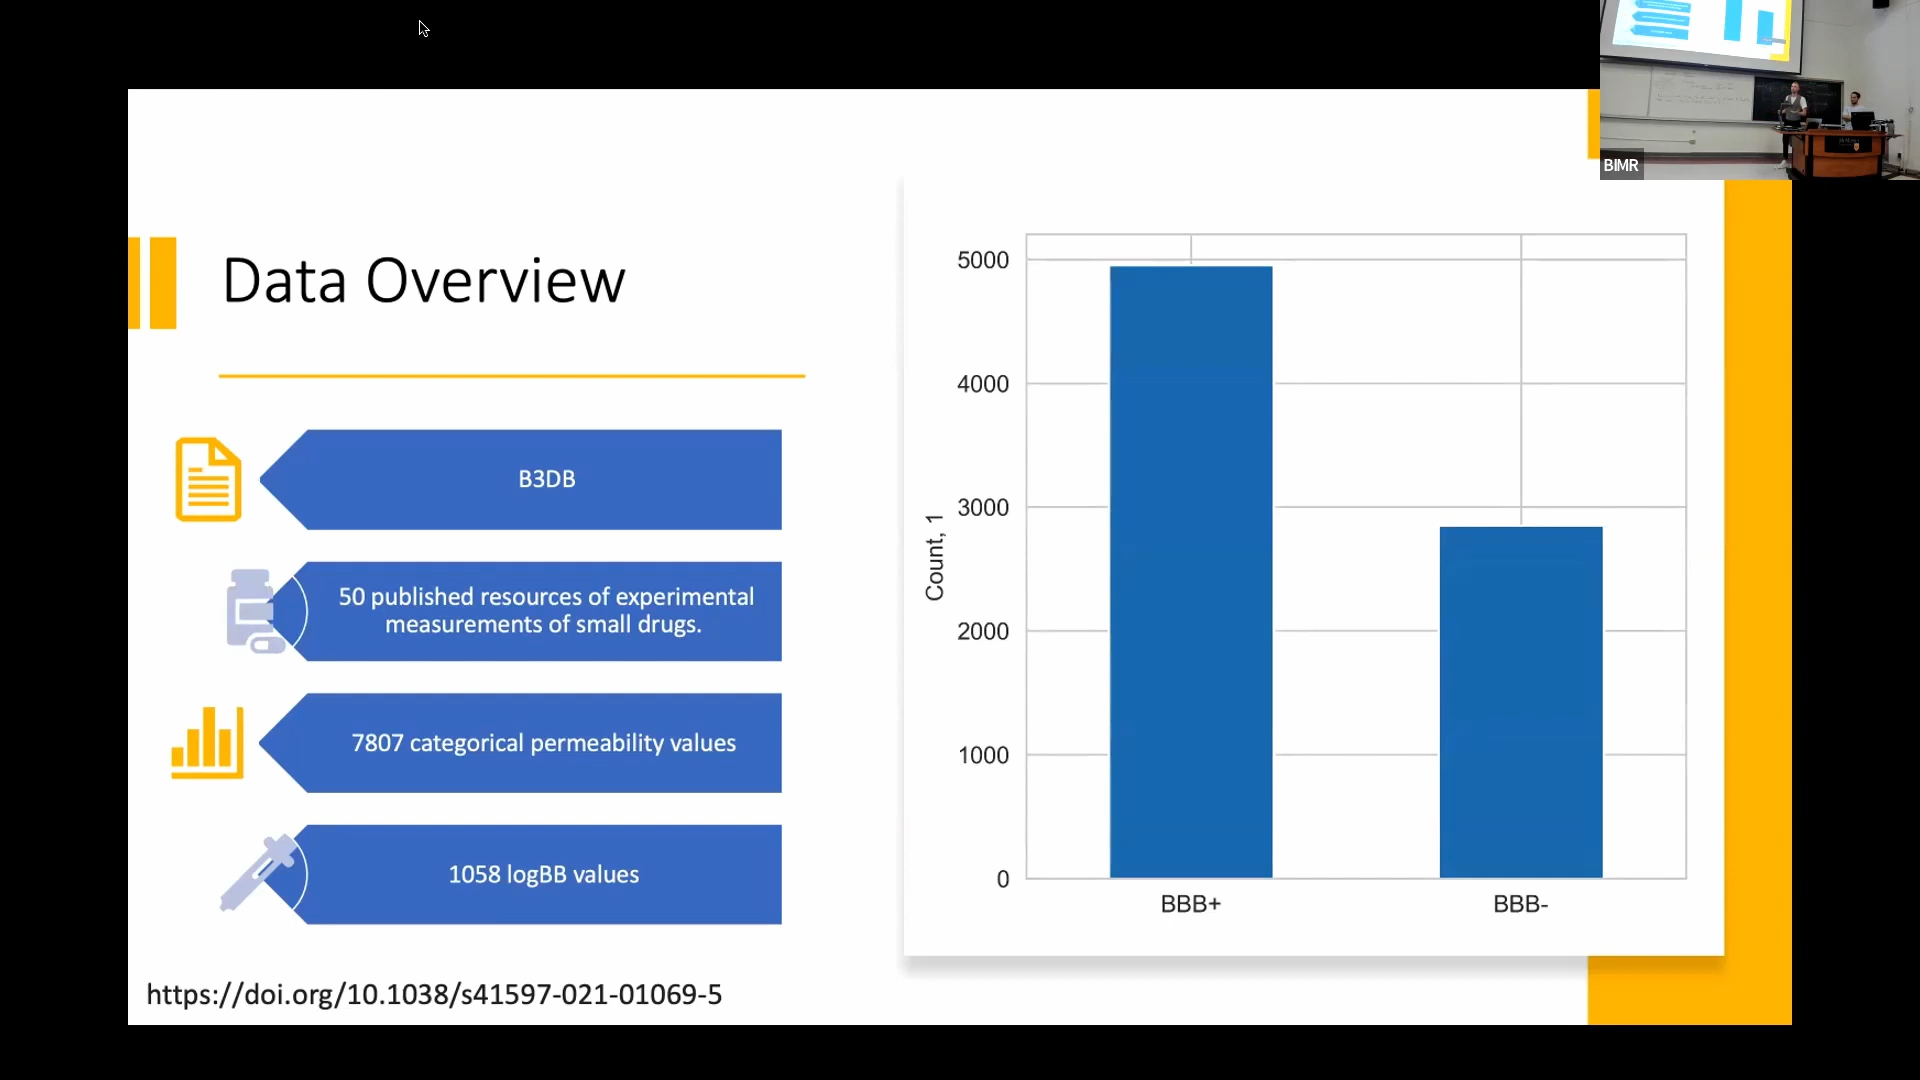 BIMR
Data Overview
B3DB
50 published resources of experimental
measurements of small drugs.
7807 categorical permeability values
1058 logBB values
https://doi.org/10.1038/s41597-021-01069-5
Count, 1
5000
4000
3000
2000
1000
0
BBB+
BBB-